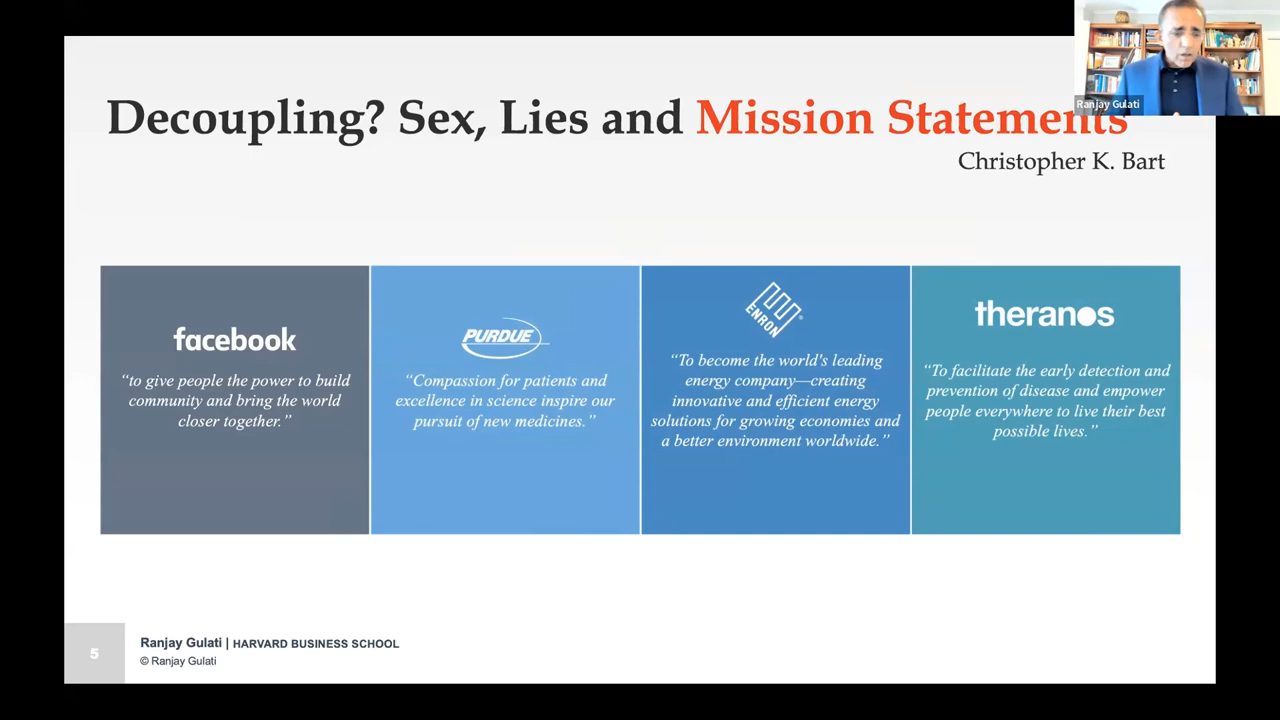 Ranjay Gulati
Decoupling? Sex, Lies and Mission Statements
Christopher K. Bart
facebook
“to give people the power to build
community and bring the world
closer together.”
PURDUE
“Compassion for patients and
excellence in science inspire our
pursuit of new medicines.”
ENRON
“To become the world's leading
energy company—creating
innovative and efficient energy
solutions for growing economies and
a better environment worldwide.”
theranos
“To facilitate the early detection and
prevention of disease and empower
people everywhere to live their best
possible lives.”
5
Ranjay Gulati | HARVARD BUSINESS SCHOOL
© Ranjay Gulati